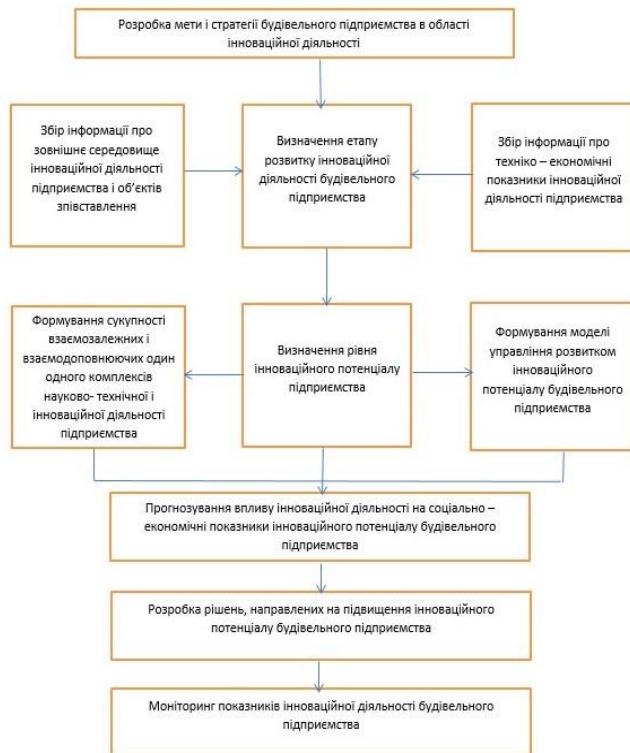 Розробка мети і стратегії будівельного підприємства в області
інноваційної діяльності
Збір інформації про
зовнішнє середовище
інноваційної діяльності
підприємства і об’єктів
зпівставлення
Визначення етапу
розвитку інноваційної
діяльності будівельного
підприємства
Збір інформації про
техніко – економічні
показники інноваційної
діяльності підприємства
Формування сукупності
взаємозалежних і
взаємодоповнюючих один
одного комплексів
науково- технічної і
інноваційної діяльності
підприємства
Визначення рівня
інноваційного потенціалу
підприємства
Формування моделі
управління розвитком
інноваційного
потенціалу будівельного
підприємства
Прогнозування впливу інноваційної діяльності на соціально –
економічні показники інноваційного потенціалу будівельного
підприємства
Розробка рішень, направлених на підвищення інноваційного
потенціалу будівельного підприємства
Моніторинг показників інноваційної діяльності будівельного
підприємства